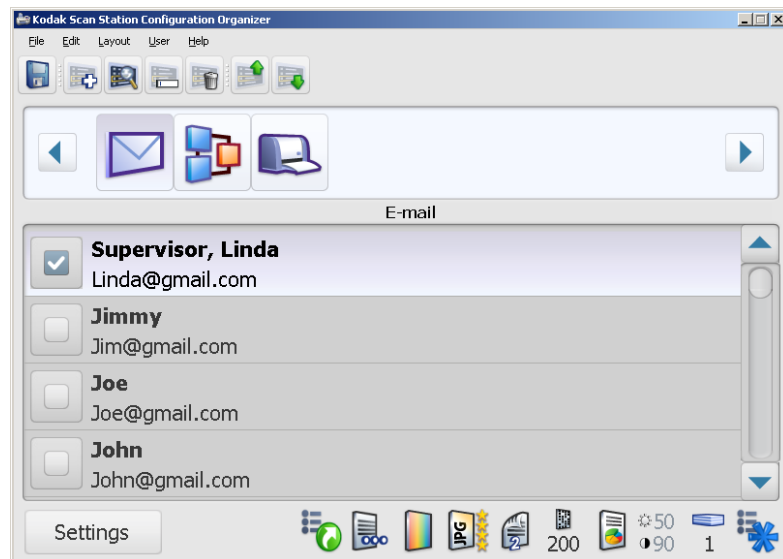 Kodak Scan Station Configuration Organizer
File Edit Layout User Help
E-mail
Supervisor, Linda
Linda@gmail.com
Jimmy
Jim@gmail.com
Joe
Joe@gmail.com
John
John@gmail.com
Settings
JPG
2
200
50
90
1